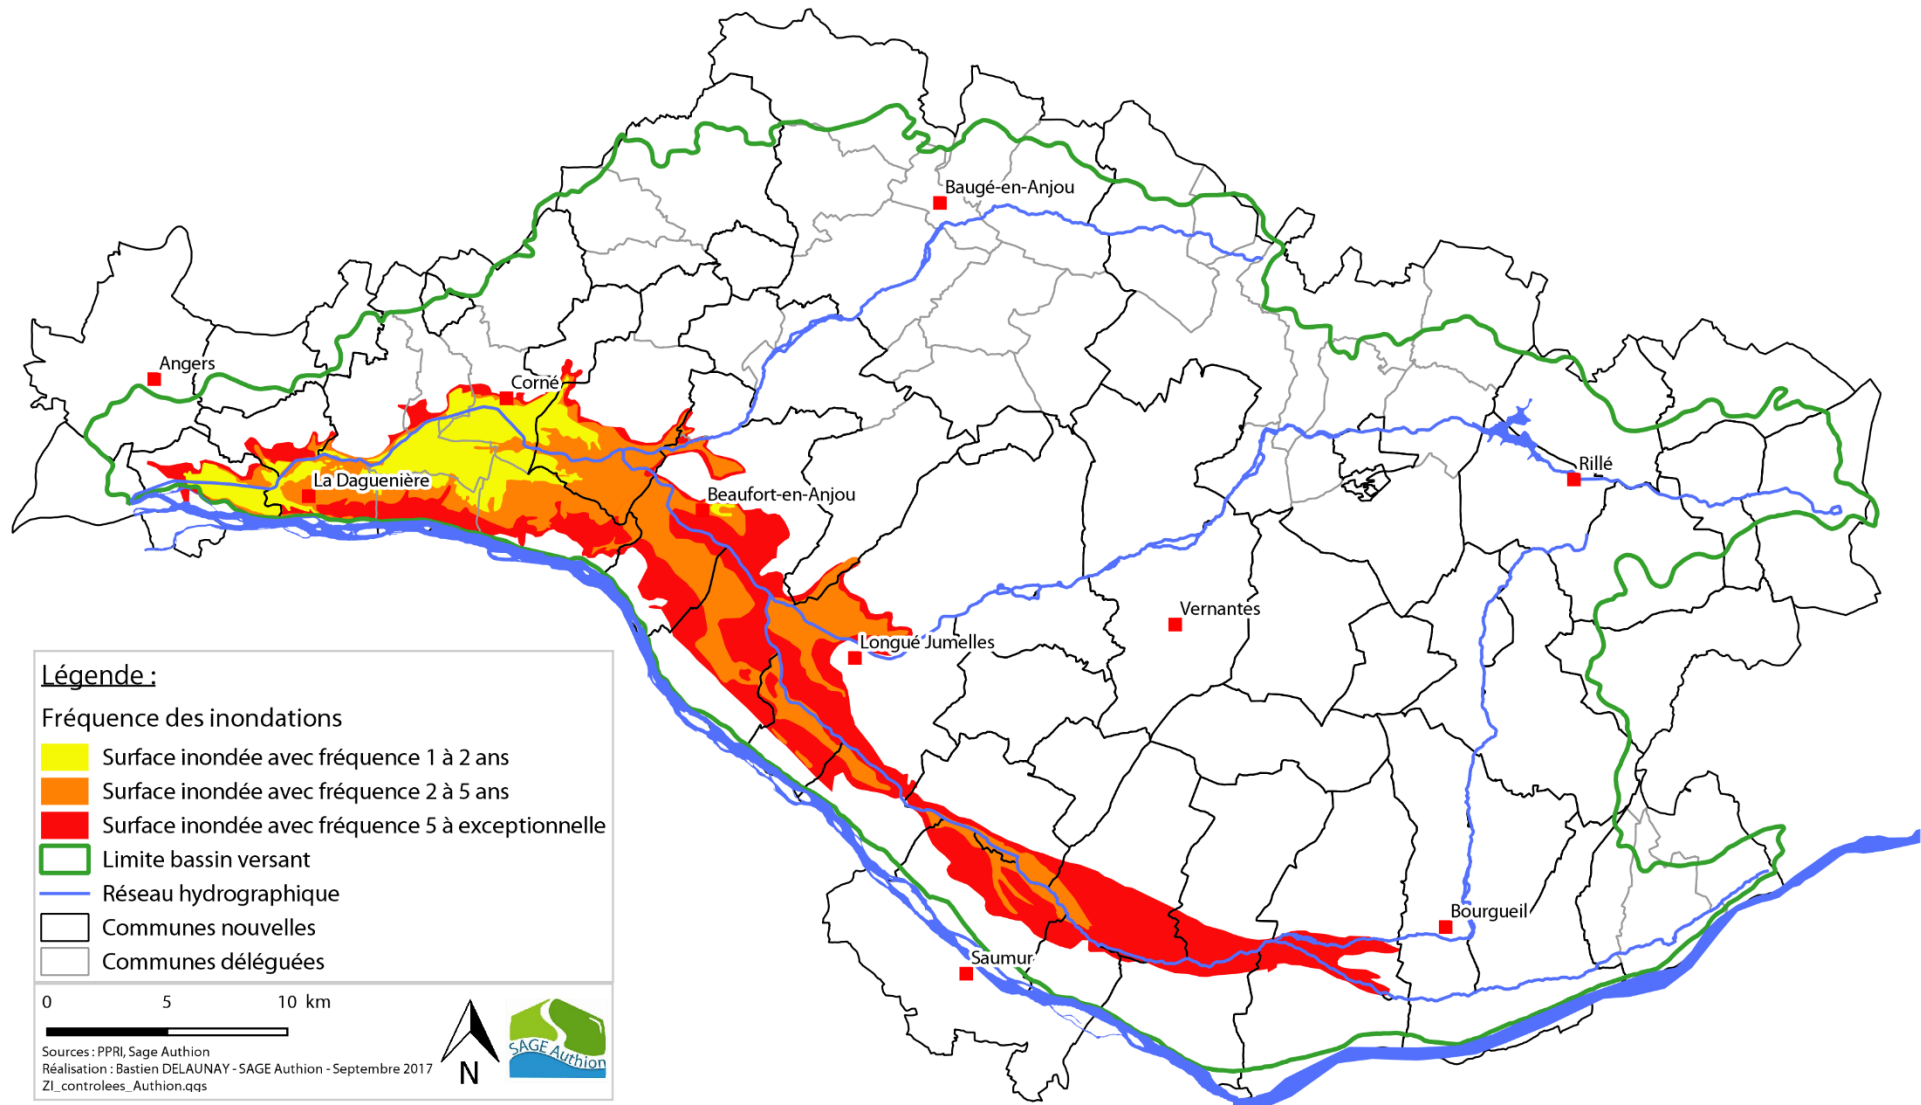 Baugé-en-Anjou
Angers
Corné
La Daguenière
Beaufort-en-Anjou
Rillé
Vernantes
Longué Jumelles
Bourgueil
Saumur
Légende :
Fréquence des inondations
Surface inondée avec fréquence 1 à 2 ans
Surface inondée avec fréquence 2 à 5 ans
Surface inondée avec fréquence 5 à exceptionnelle
Limite bassin versant
Réseau hydrographique
Communes nouvelles
Communes déléguées
0 5 10 km
Sources : PPRI, Sage Authion
Réalisation : Bastien DELAUNAY - SAGE Authion - Septembre 2017
ZI_controlees_Authion.qgs
N
SAGE Authion